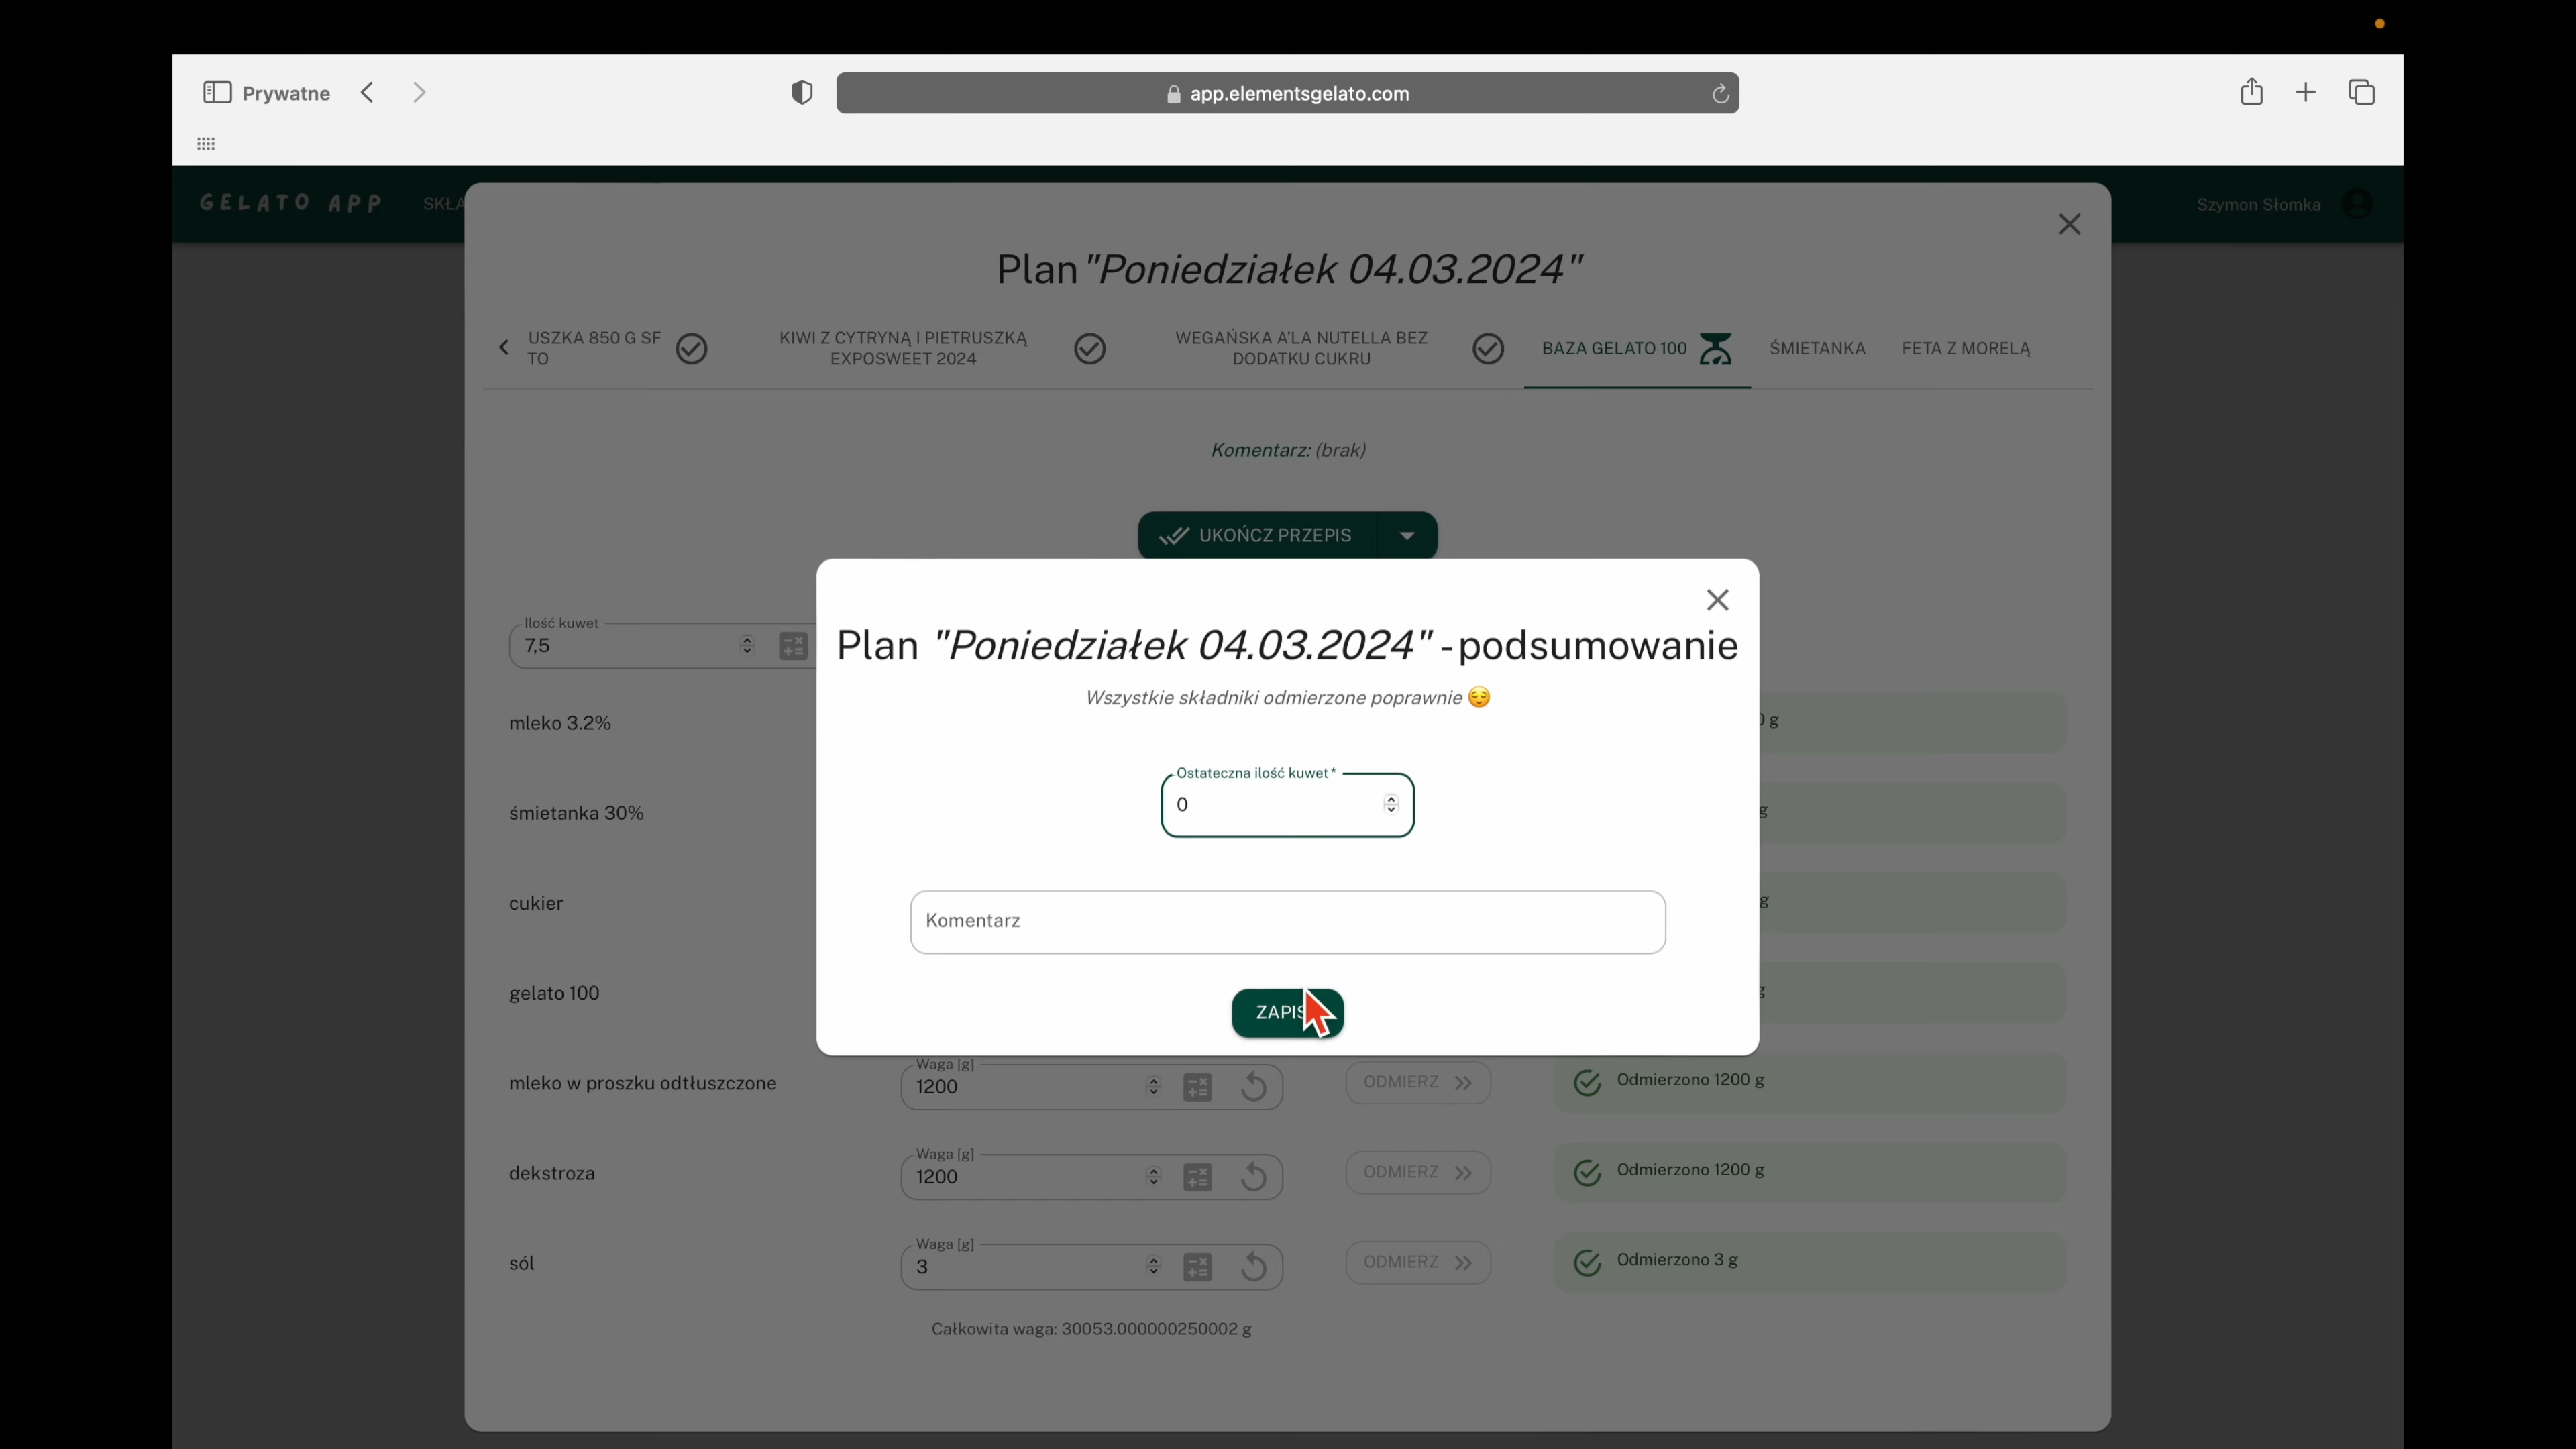 Prywatne
app.elementsgelato.com
GELATO APP
SKŁA
Szymon Słomka
Plan "Poniedziałek 04.03.2024"
USZKA 850 G SF
TO
KIWI Z CYTRYNĄ I PIETRUSZKĄ
EXPOSWEET 2024
WEGAŃSKA A'LA NUTELLA BEZ
DODATKU CUKRU
BAZA GELATO 100
ŚMIETANKA
FETA Z MORELĄ
Komentarz: (brak)
UKOŃCZ PRZEPIS
Ilość kuwet
7,5
Plan "Poniedziałek 04.03.2024" - podsumowanie
Wszystkie składniki odmierzone poprawnie 😌
mleko 3.2%
g
Ostateczna ilość kuwet *
0
śmietanka 30%
g
cukier
g
Komentarz
gelato 100
g
ZAPIS
mleko w proszku odtłuszczone
Waga [g]
1200
ODMIERZ
Odmierzono 1200 g
dekstroza
Waga [g]
1200
ODMIERZ
Odmierzono 1200 g
sól
Waga [g]
3
ODMIERZ
Odmierzono 3 g
Całkowita waga: 30053.000000250002 g